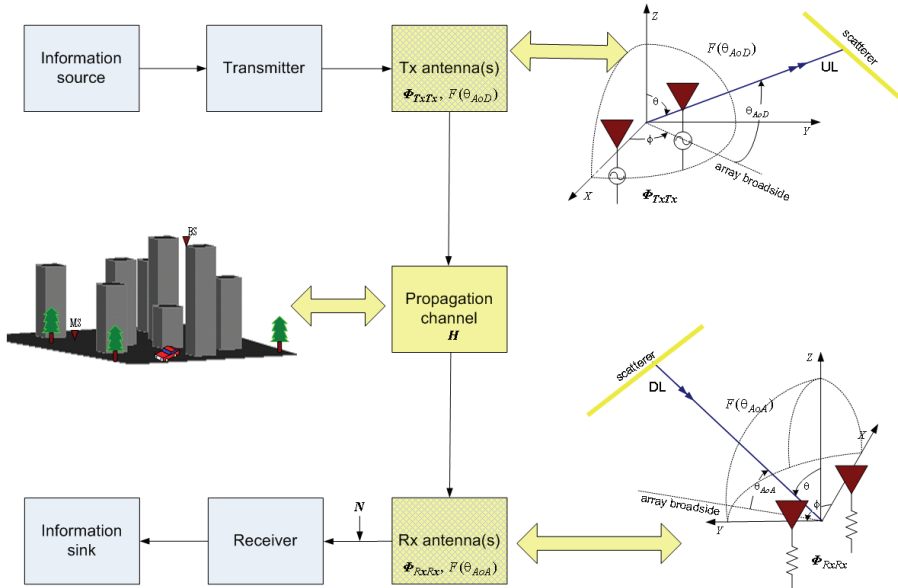 Information
source
Transmitter
Tx antenna(s)
Φ_TxTx, F(θ_AoD)
Z
F(θ_AoD)
scatterer
UL
θ
θ_AoD
Y
ϕ
array broadside
X
Φ_TxTx
BS
MS
Propagation
channel
H
scatterer
DL
Z
F(θ_AoA)
X
θ_AoA
θ
ϕ
array broadside
Y
Φ_RxRx
Information
sink
Receiver
N
Rx antenna(s)
Φ_RxRx, F(θ_AoA)